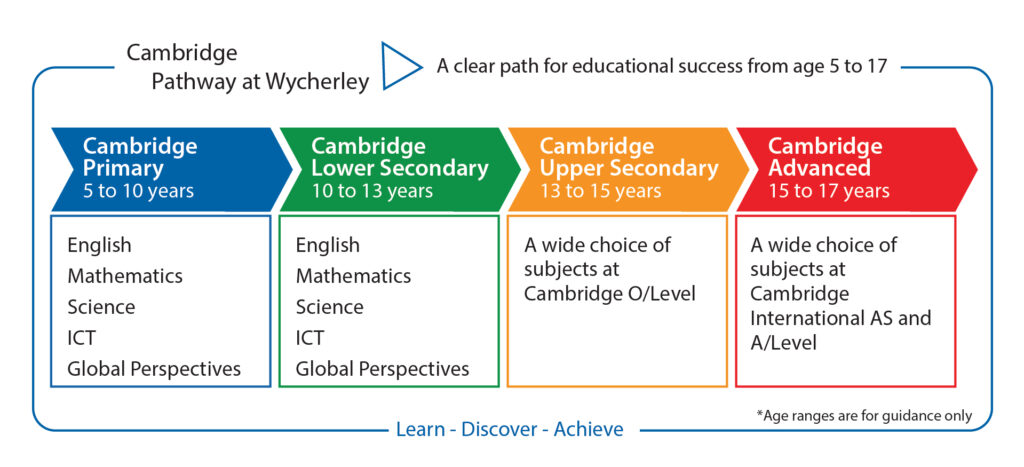 Cambridge
Pathway at Wycherley
A clear path for educational success from age 5 to 17
Cambridge
Primary
5 to 10 years
English
Mathematics
Science
ICT
Global Perspectives
Cambridge
Lower Secondary
10 to 13 years
English
Mathematics
Science
ICT
Global Perspectives
Cambridge
Upper Secondary
13 to 15 years
A wide choice of
subjects at
Cambridge O/Level
Cambridge
Advanced
15 to 17 years
A wide choice of
subjects at
Cambridge
International AS and
A/Level
*Age ranges are for guidance only
Learn - Discover - Achieve